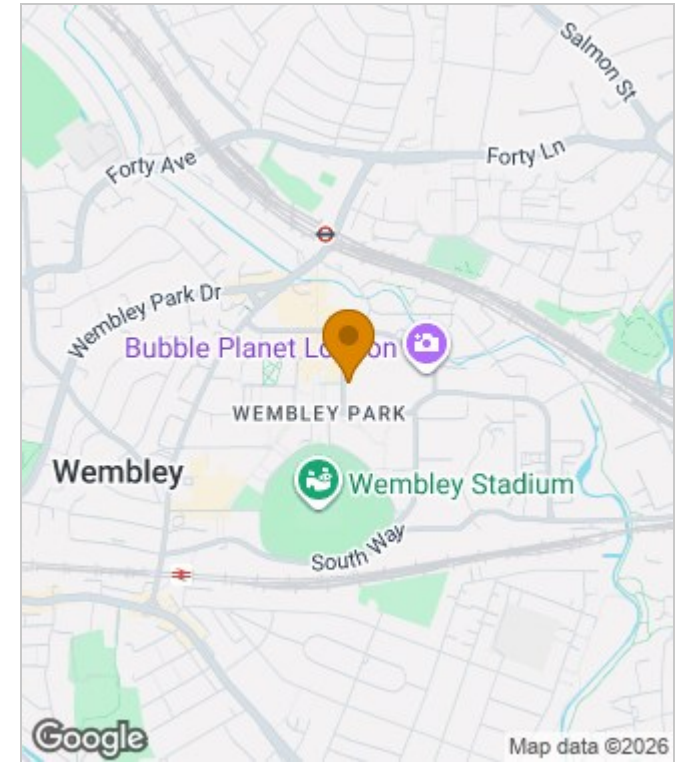 Salmon St
Forty Ave
Forty Ln
Wembley Park Dr
Bubble Planet L on
WEMBLEY PARK
Wembley
Wembley Stadium
South Way
Google
Map data ©2026